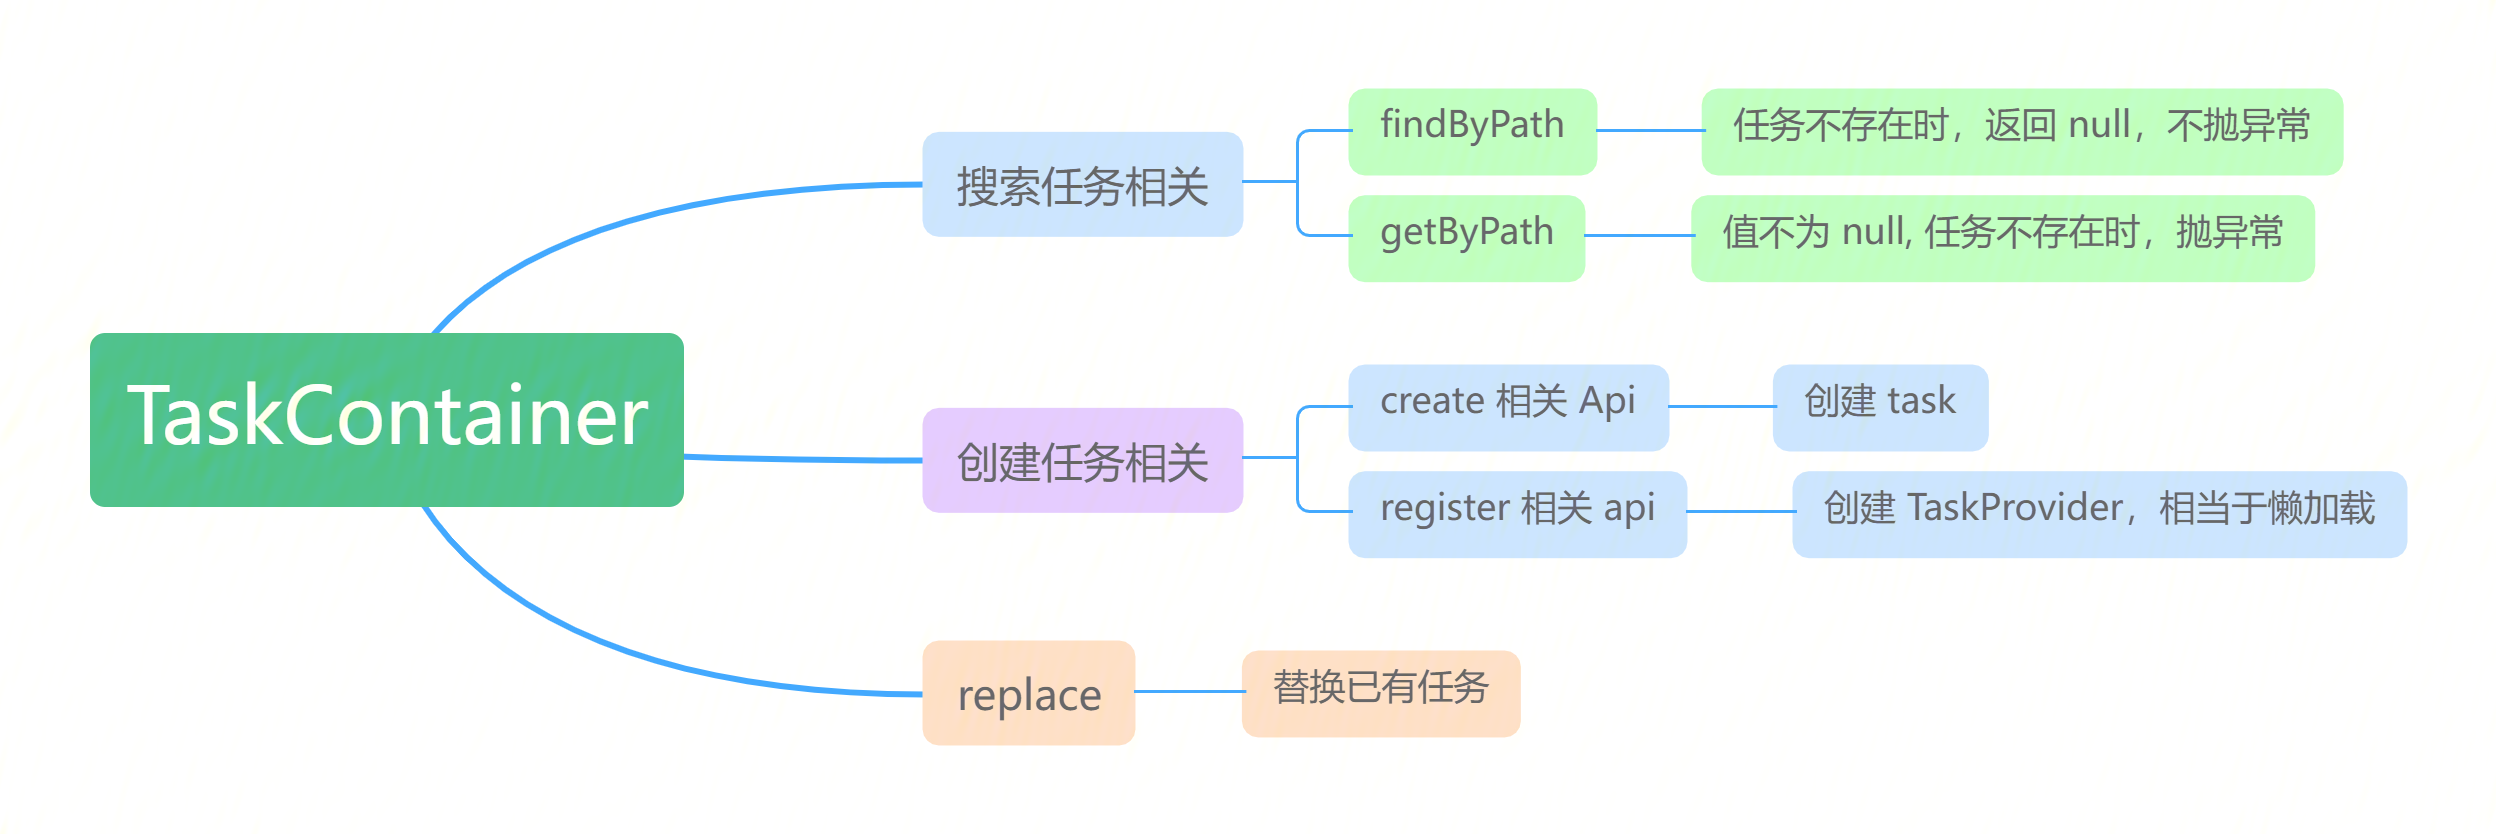 TaskContainer
搜索任务相关
findByPath
任务不存在时，返回 null，不抛异常
getByPath
值不为 null, 任务不存在时，抛异常
创建任务相关
create 相关 Api
创建 task
register 相关 api
创建 TaskProvider，相当于懒加载
replace
替换已有任务